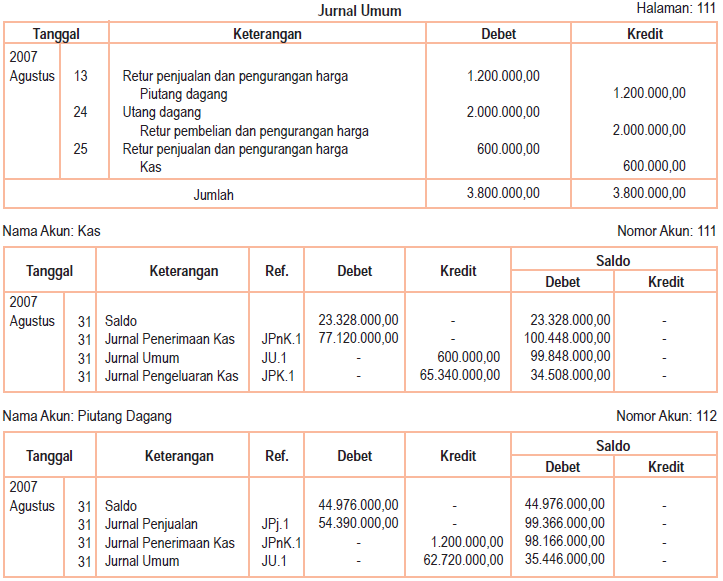 Jurnal Umum Halaman: 111
Tanggal Keterangan Debet Kredit
2007
Agustus 13 Retur penjualan dan pengurangan harga 1.200.000,00
Piutang dagang 1.200.000,00
24 Utang dagang 2.000.000,00
Retur pembelian dan pengurangan harga 2.000.000,00
25 Retur penjualan dan pengurangan harga 600.000,00
Kas 600.000,00
Jumlah 3.800.000,00 3.800.000,00
Nama Akun: Kas Nomor Akun: 111
Tanggal Keterangan Ref. Debet Kredit Saldo
Debet Kredit
2007
Agustus 31 Saldo 23.328.000,00 - 23.328.000,00 -
31 Jurnal Penerimaan Kas JPnK.1 77.120.000,00 - 100.448.000,00 -
31 Jurnal Umum JU.1 - 600.000,00 99.848.000,00 -
31 Jurnal Pengeluaran Kas JPK.1 - 65.340.000,00 34.508.000,00 -
Nama Akun: Piutang Dagang Nomor Akun: 112
Tanggal Keterangan Ref. Debet Kredit Saldo
Debet Kredit
2007
Agustus 31 Saldo 44.976.000,00 - 44.976.000,00 -
31 Jurnal Penjualan JPj.1 54.390.000,00 - 99.366.000,00 -
31 Jurnal Penerimaan Kas JPnK.1 - 1.200.000,00 98.166.000,00 -
31 Jurnal Umum JU.1 - 62.720.000,00 35.446.000,00 -